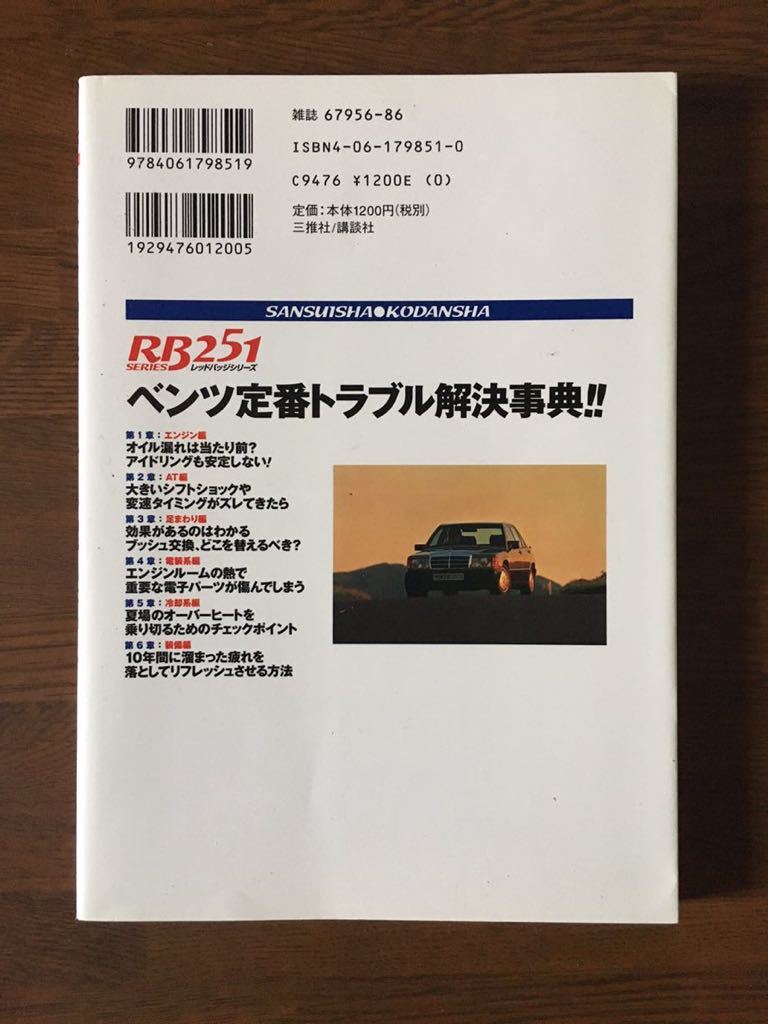 雑誌 67956-86
ISBN4-06-179851-0
9784061798519
C9476 ¥1200E (0)
定価:本体1200円(税別)
三推社/講談社
1929476012005
SANSUISHA●KODANSHA
RB251
SERIES レッドバッジシリーズ
ベンツ定番トラブル解決事典!!
第1章:エンジン編
オイル漏れは当たり前?
アイドリングも安定しない!
第2章:AT編
大きいシフトショックや
変速タイミングがズレてきたら
第3章:足まわり編
効果があるのはわかる
ブッシュ交換、どこを替えるべき?
第4章:電装系編
エンジンルームの熱で
重要な電子パーツが傷んでしまう
第5章:冷却系編
夏場のオーバーヒートを
乗り切るためのチェックポイント
第6章:装備編
10年間に溜まった疲れを
落としてリフレッシュさせる方法